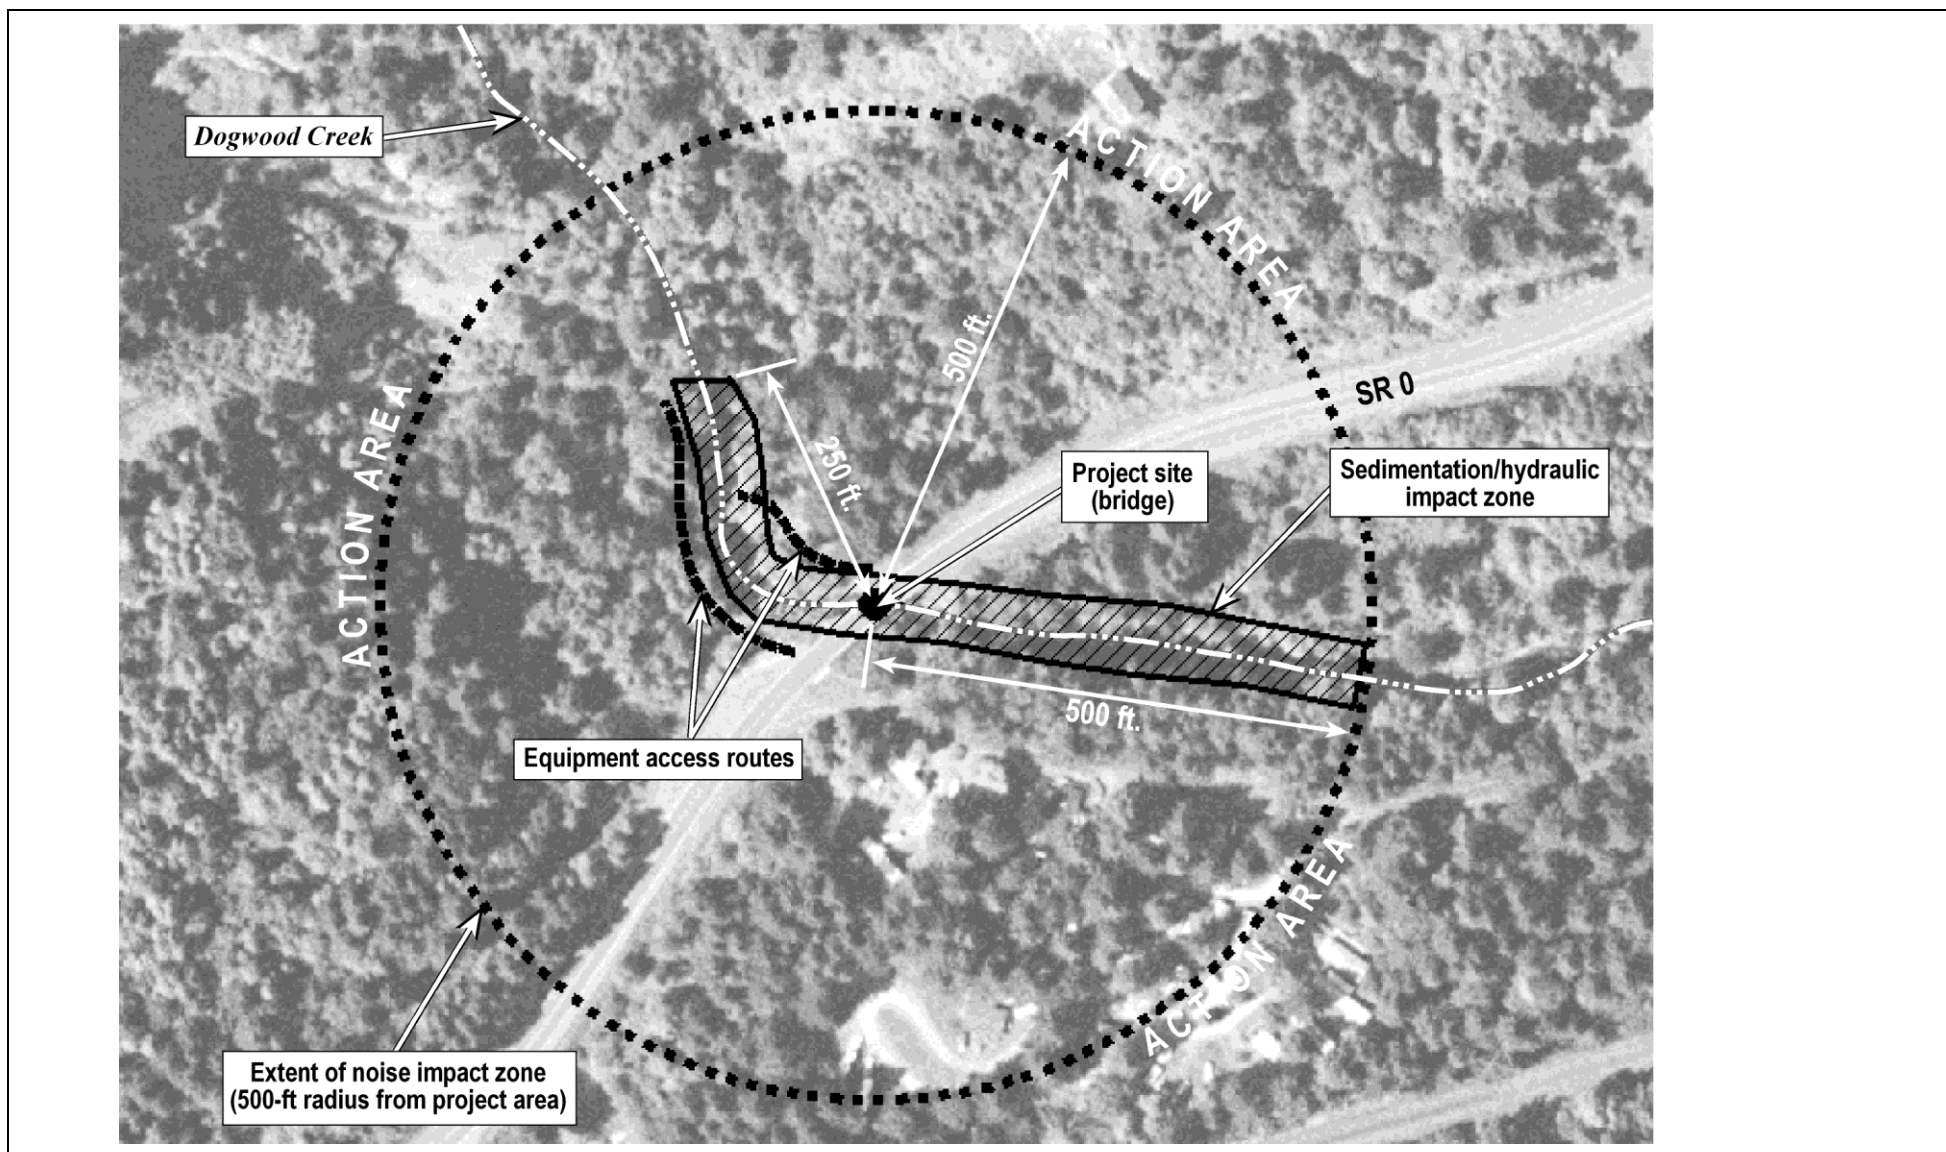 Dogwood Creek
ACTION AREA
500 ft.
SR 0
ACTION AREA
250 ft.
Project site
(bridge)
Sedimentation/hydraulic
impact zone
500 ft.
Equipment access routes
ACTION AREA
Extent of noise impact zone
(500-ft radius from project area)